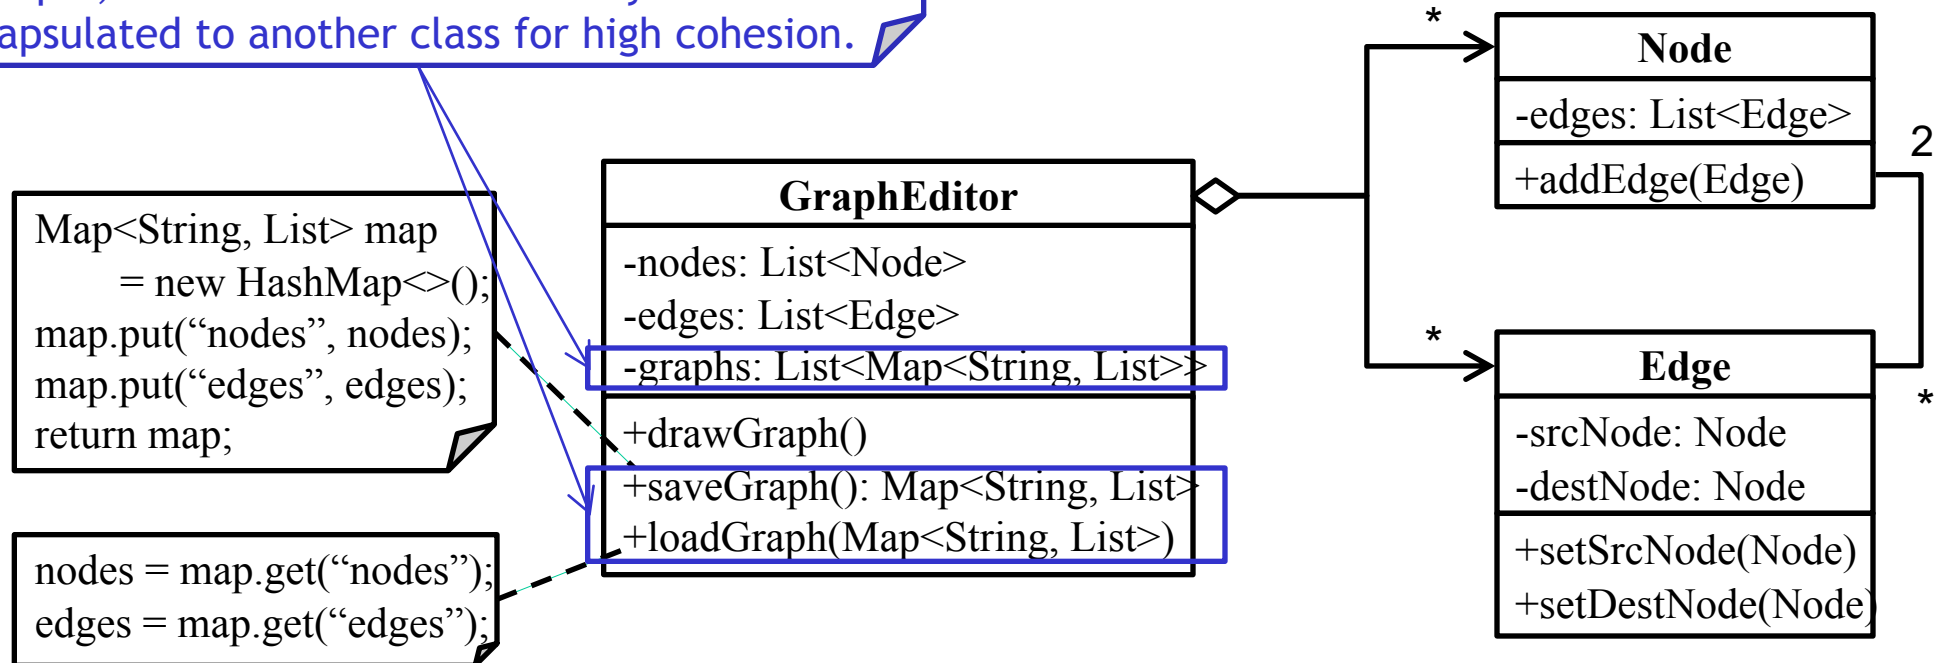 apsulated to another class for high cohesion.
Map<String, List> map
= new HashMap<>();
map.put(“nodes”, nodes);
map.put(“edges”, edges);
return map;
nodes = map.get(“nodes”);
edges = map.get(“edges”);
GraphEditor
-nodes: List<Node>
-edges: List<Edge>
-graphs: List<Map<String, List>>
+drawGraph()
+saveGraph(): Map<String, List>
+loadGraph(Map<String, List>)
*
Node
-edges: List<Edge>
+addEdge(Edge)
2
*
Edge
*
-srcNode: Node
-destNode: Node
+setSrcNode(Node)
+setDestNode(Node)